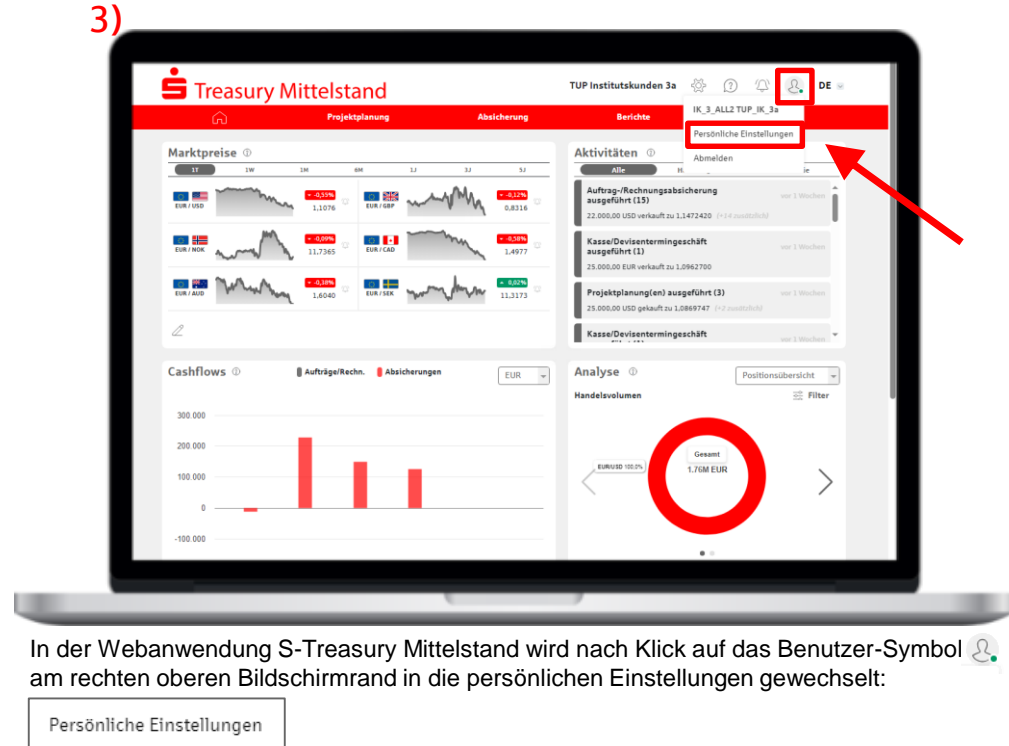 3)
Treasury Mittelstand
TUP Institutskunden 3a
DE
Projektplanung
Absicherung
Berichte
IK_3_ALL2 TUP_IK_3a
Persönliche Einstellungen
Abmelden
Marktpreise
1T 1W 1M 6M 1J 3J 5J
EUR / USD
-0,55%
1,1076
EUR / GBP
-0,12%
0,8316
EUR / NOK
-0,09%
11,7365
EUR / CAD
-0,58%
1,4977
EUR / AUD
-0,38%
1,6040
EUR / SEK
0,02%
11,3173
Aktivitäten
Alle
Auftrag-/Rechnungsabsicherung
ausgeführt (15)
vor 1 Wochen
22.000,00 USD verkauft zu 1,1472420 (+14 zusätzlich)
Kasse/Devisentermingeschäft
ausgeführt (1)
vor 1 Wochen
25.000,00 EUR verkauft zu 1,0962700
Projektplanung(en) ausgeführt (3)
vor 1 Wochen
25.000,00 USD gekauft zu 1,0869747 (+2 zusätzlich)
Kasse/Devisentermingeschäft
vor 1 Wochen
Cashflows
Aufträge/Rechn.
Absicherungen
EUR
300.000
200.000
100.000
0
-100.000
Analyse
Positionsübersicht
Handelsvolumen
Filter
EUR/USD 100.0%
Gesamt
1.76M EUR
In der Webanwendung S-Treasury Mittelstand wird nach Klick auf das Benutzer-Symbol
am rechten oberen Bildschirmrand in die persönlichen Einstellungen gewechselt:
Persönliche Einstellungen